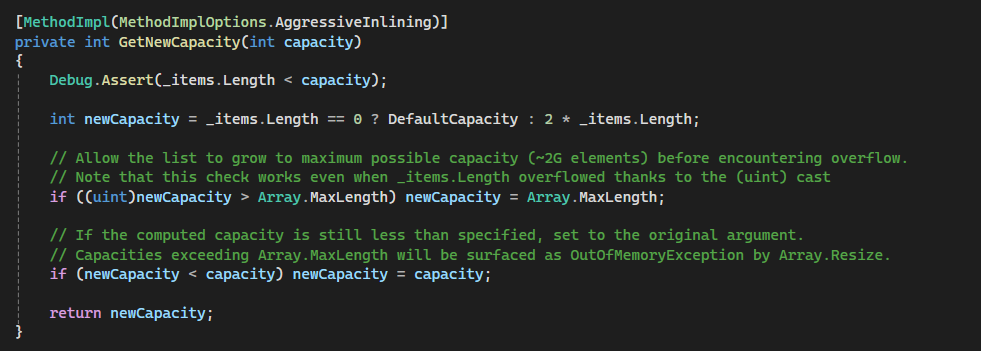 [MethodImpl(MethodImplOptions.AggressiveInlining)]
private int GetNewCapacity(int capacity)
{
    Debug.Assert(_items.Length < capacity);

    int newCapacity = _items.Length == 0 ? DefaultCapacity : 2 * _items.Length;

    // Allow the list to grow to maximum possible capacity (~2G elements) before encountering overflow.
    // Note that this check works even when _items.Length overflowed thanks to the (uint) cast
    if ((uint)newCapacity > Array.MaxLength) newCapacity = Array.MaxLength;

    // If the computed capacity is still less than specified, set to the original argument.
    // Capacities exceeding Array.MaxLength will be surfaced as OutOfMemoryException by Array.Resize.
    if (newCapacity < capacity) newCapacity = capacity;

    return newCapacity;
}